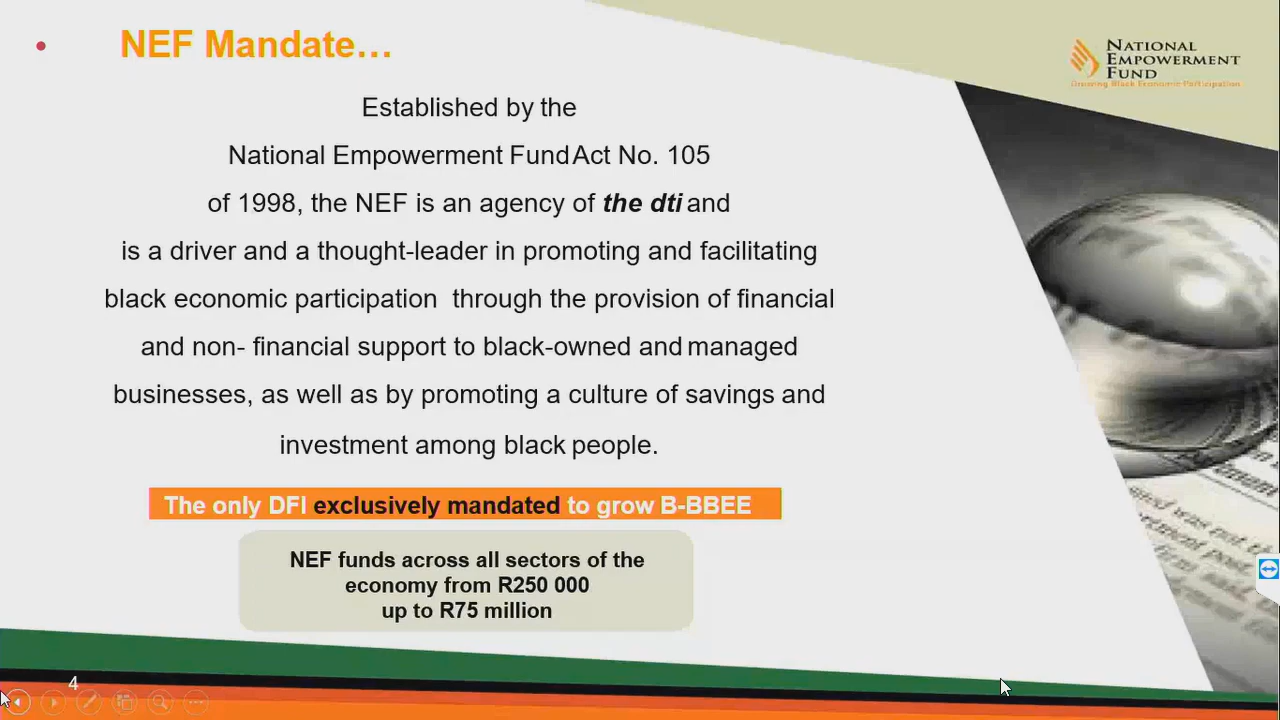 • NEF Mandate…
NATIONAL
EMPOWERMENT
FUND
Growing Black Economic Participation
Established by the
National Empowerment Fund Act No. 105
of 1998, the NEF is an agency of the dti and
is a driver and a thought-leader in promoting and facilitating
black economic participation through the provision of financial
and non- financial support to black-owned and managed
businesses, as well as by promoting a culture of savings and
investment among black people.
The only DFI exclusively mandated to grow B-BBEE
NEF funds across all sectors of the
economy from R250 000
up to R75 million
4